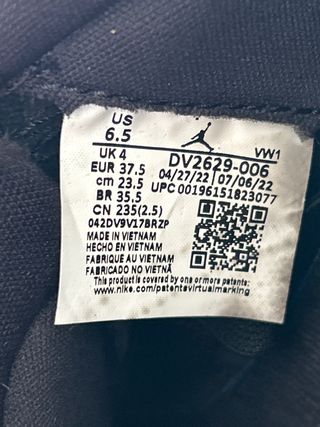 US
6.5
UK 4
EUR 37.5
cm 23.5
BR 35.5
CN 235(2.5)
VW1
DV2629-006
04/27/22 07/06/22
UPC 00196151823077
042DV9V17BRZP
MADE IN VIETNAM
HECHO EN VIETNAM
FABRIQUÉ AU VIETNAM
FABRICADO NO VIETNÃ
This product is covered by one or more patents:
www.nike.com/patentsvirtualmarking